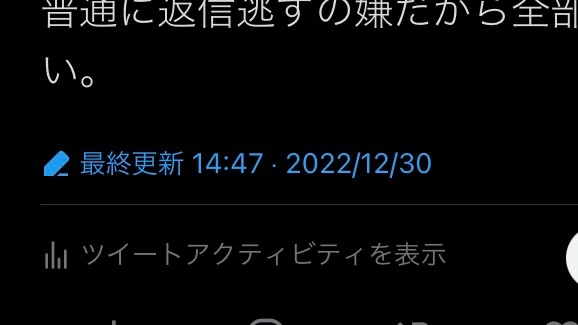 普通に返信逃すの嫌だから全部
い。
最終更新 14:47 · 2022/12/30
ツイートアクティビティを表示